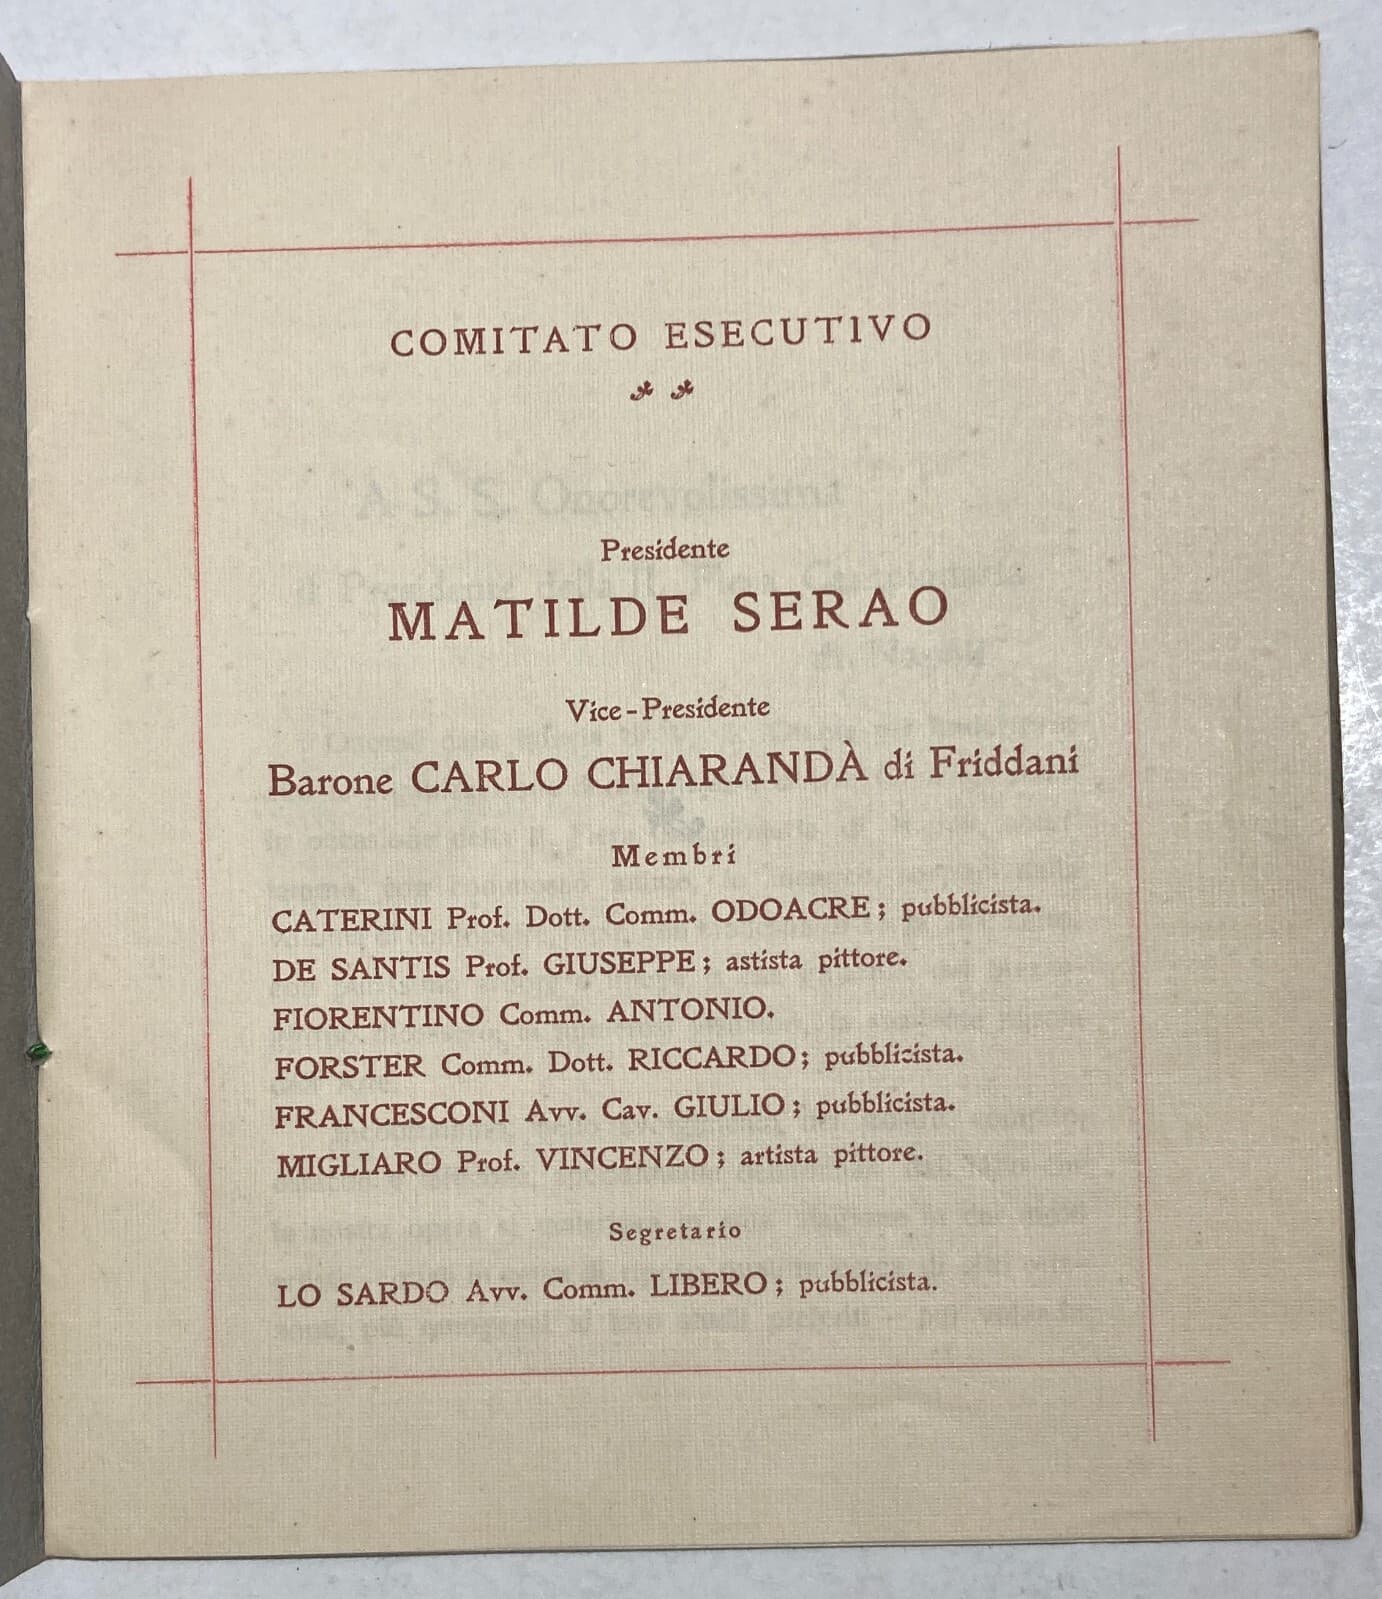 COMITATO ESECUTIVO
Presidente
MATILDE SERAO
Vice-Presidente
Barone CARLO CHIARANDÀ di Friddani
Membri
CATERINI Prof. Dott. Comm. ODOACRE; pubblicista.
DE SANTIS Prof. GIUSEPPE; astista pittore.
FIORENTINO Comm. ANTONIO.
FORSTER Comm. Dott. RICCARDO; pubblicista.
FRANCESCONI Avv. Cav. GIULIO; pubblicista.
MIGLIARO Prof. VINCENZO; artista pittore.
Segretario
LO SARDO Avv. Comm. LIBERO; pubblicista.